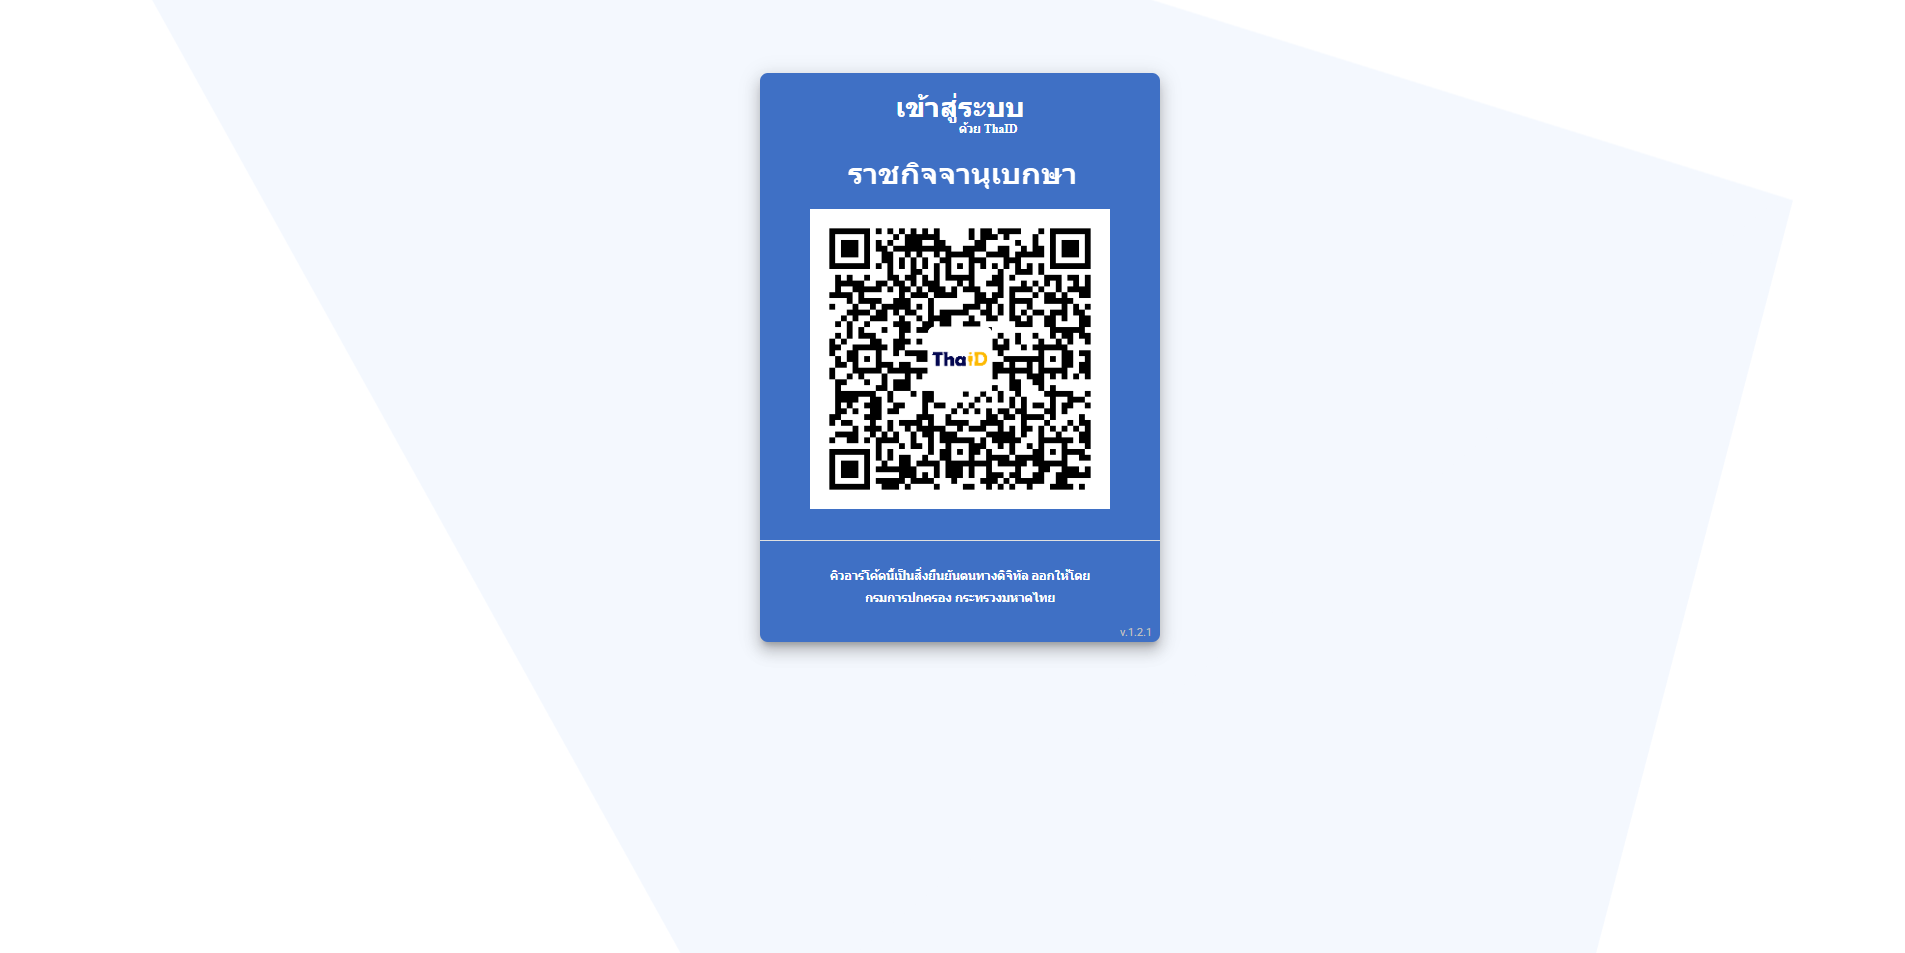 เข้าสู่ระบบ
ด้วย ThaID
ราชกิจจานุเบกษา
ThaiD
คิวอาร์โค้ดนี้เป็นสิ่งยืนยันตนทางดิจิทัล ออกให้โดย
กรมการปกครอง กระทรวงมหาดไทย
v.1.2.1